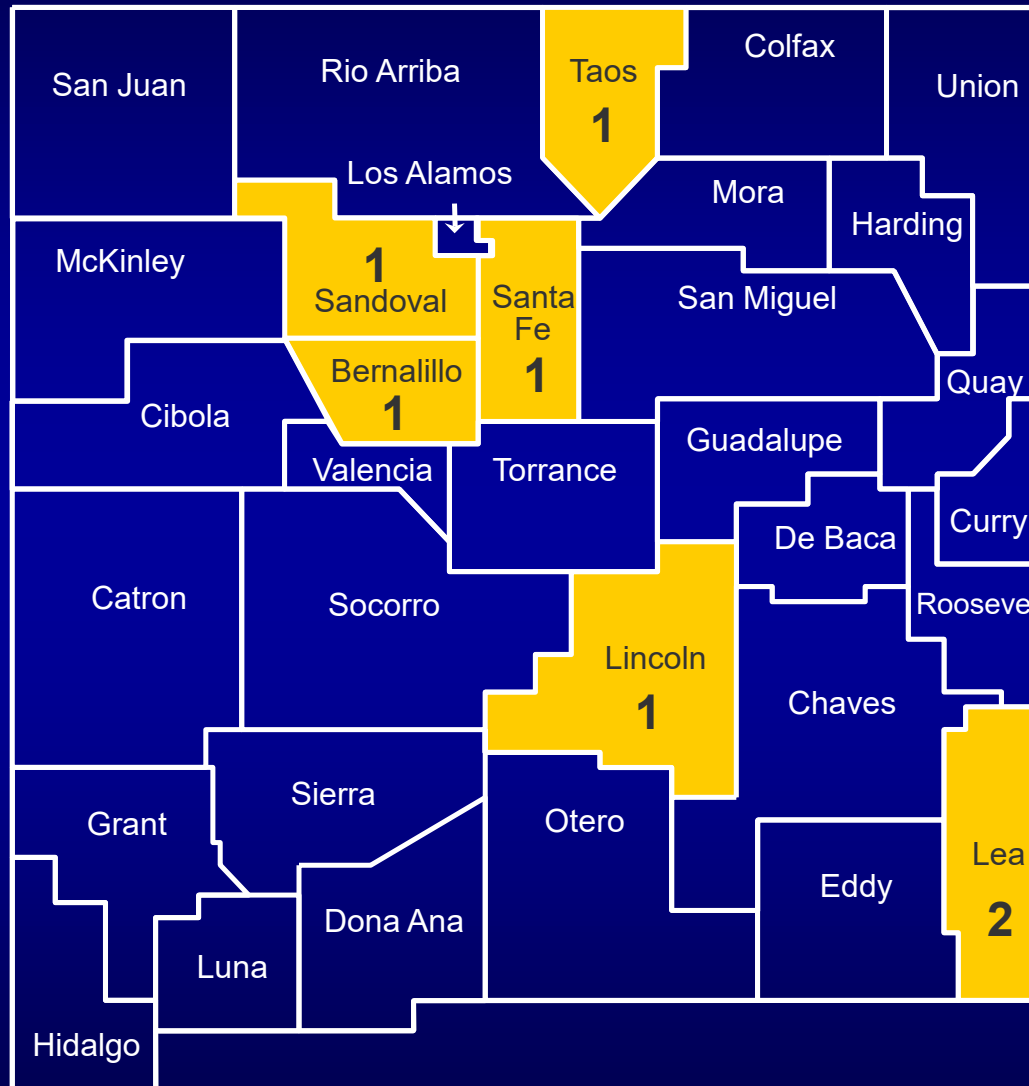 San Juan
Rio Arriba
Taos
1
Colfax
Union
Los Alamos
Mora
Harding
McKinley
1
Sandoval
Santa
Fe
1
San Miguel
Bernalillo
1
Quay
Cibola
Valencia
Torrance
Guadalupe
De Baca
Curry
Catron
Socorro
Rooseve
Lincoln
1
Chaves
Sierra
Grant
Otero
Lea
2
Eddy
Dona Ana
Luna
Hidalgo